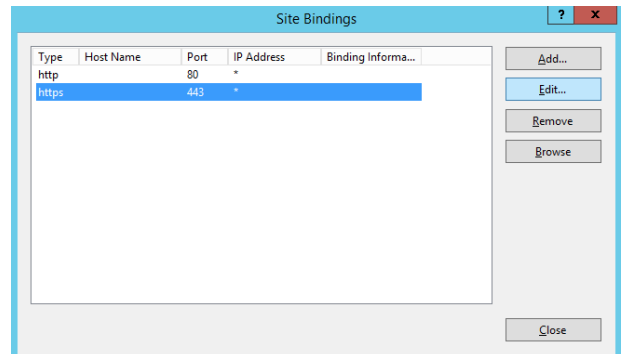 Site Bindings ? x
Type Host Name Port IP Address Binding Informa... Add...
http 80 *
https 443 * Edit...
Remove
Browse
Close